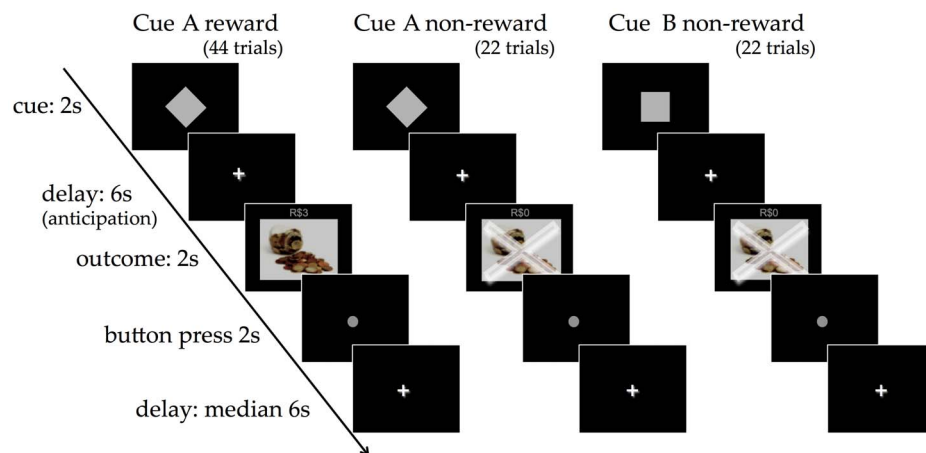 Cue A reward
(44 trials)
Cue A non-reward
(22 trials)
Cue B non-reward
(22 trials)
cue: 2s
delay: 6s
(anticipation)
R$3
R$0
R$0
outcome: 2s
button press 2s
delay: median 6s